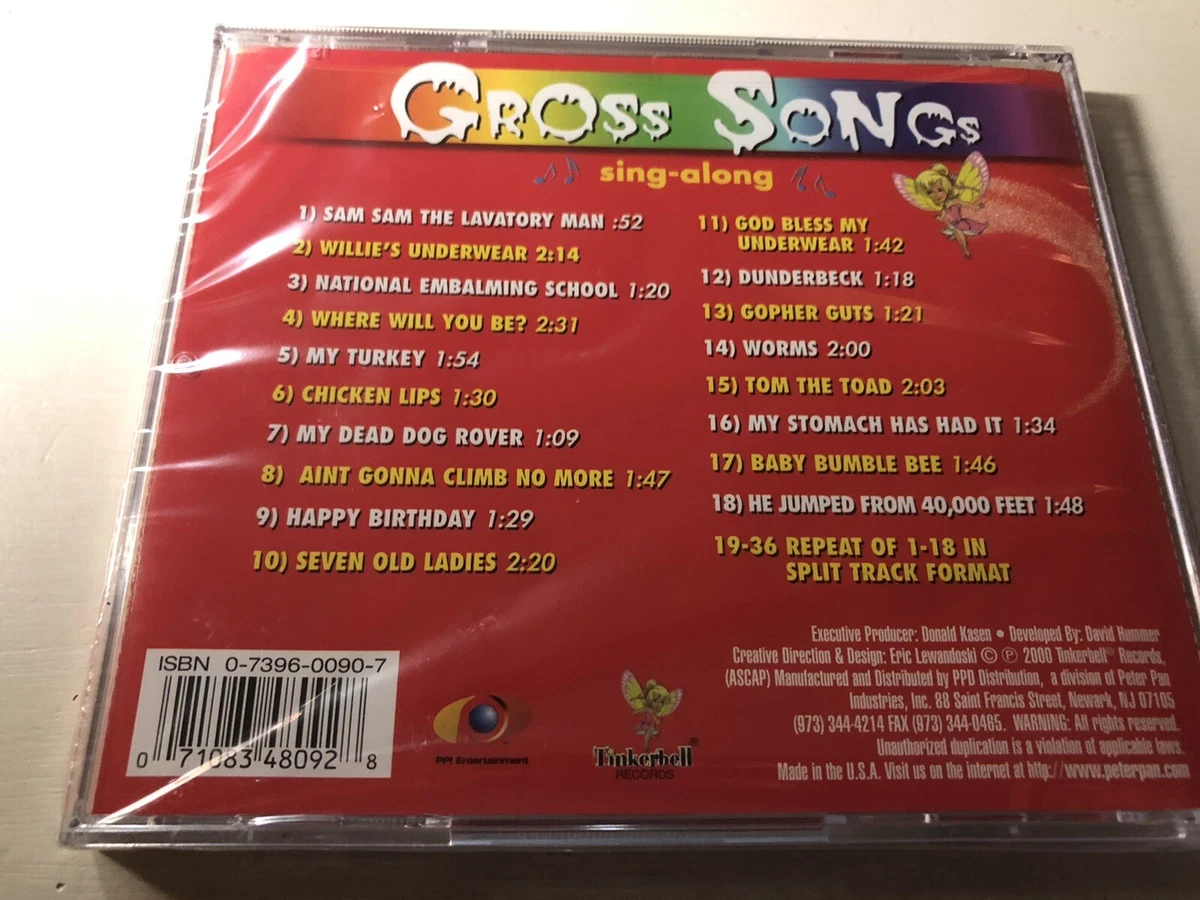 GROSS SONGS
sing-along
1) SAM SAM THE LAVATORY MAN :52
2) WILLIE'S UNDERWEAR 2:14
3) NATIONAL EMBALMING SCHOOL 1:20
4) WHERE WILL YOU BE? 2:31
5) MY TURKEY 1:54
6) CHICKEN LIPS 1:30
7) MY DEAD DOG ROVER 1:09
8) AINT GONNA CLIMB NO MORE 1:47
9) HAPPY BIRTHDAY 1:29
10) SEVEN OLD LADIES 2:20
11) GOD BLESS MY
UNDERWEAR 1:42
12) DUNDERBECK 1:18
13) GOPHER GUTS 1:21
14) WORMS 2:00
15) TOM THE TOAD 2:03
16) MY STOMACH HAS HAD IT 1:34
17) BABY BUMBLE BEE 1:46
18) HE JUMPED FROM 40,000 FEET 1:48
19-36 REPEAT OF 1-18 IN
SPLIT TRACK FORMAT
Executive Producer: Donald Kasen • Developed By: David Hummer
Creative Direction & Design: Eric Lewandoski © ℗ 2000 Tinkerbell® Records,
(ASCAP) Manufactured and Distributed by PPD Distribution, a division of Peter Pan
Industries, Inc. 88 Saint Francis Street, Newark, NJ 07105
(973) 344-4214 FAX (973) 344-0465. WARNING: All rights reserved.
Unauthorized duplication is a violation of applicable laws.
Made in the U.S.A. Visit us on the internet at http://www.peterpan.com
ISBN 0-7396-0090-7
0 71083 48092 8
PPI Entertainment
Tinkerbell®
RECORDS